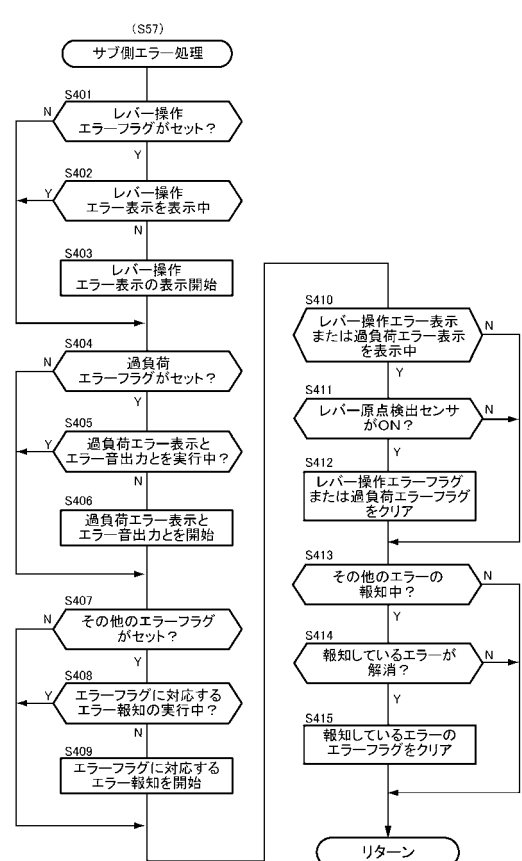 (S57)
サブ側エラー処理
S401
レバー操作
エラーフラグがセット？
N
Y
S402
レバー操作
エラー表示を表示中
Y
N
S403
レバー操作
エラー表示の表示開始
S404
過負荷
エラーフラグがセット？
N
Y
S405
過負荷エラー表示と
エラー音出力とを実行中？
Y
N
S406
過負荷エラー表示と
エラー音出力とを開始
S407
その他のエラーフラグ
がセット？
N
Y
S408
エラーフラグに対応する
エラー報知の実行中？
Y
N
S409
エラーフラグに対応する
エラー報知を開始
S410
レバー操作エラー表示
または過負荷エラー表示
を表示中
N
Y
S411
レバー原点検出センサ
がON？
N
Y
S412
レバー操作エラーフラグ
または過負荷エラーフラグ
をクリア
S413
その他のエラーの
報知中？
N
Y
S414
報知しているエラーが
解消？
N
Y
S415
報知しているエラーの
エラーフラグをクリア
リターン